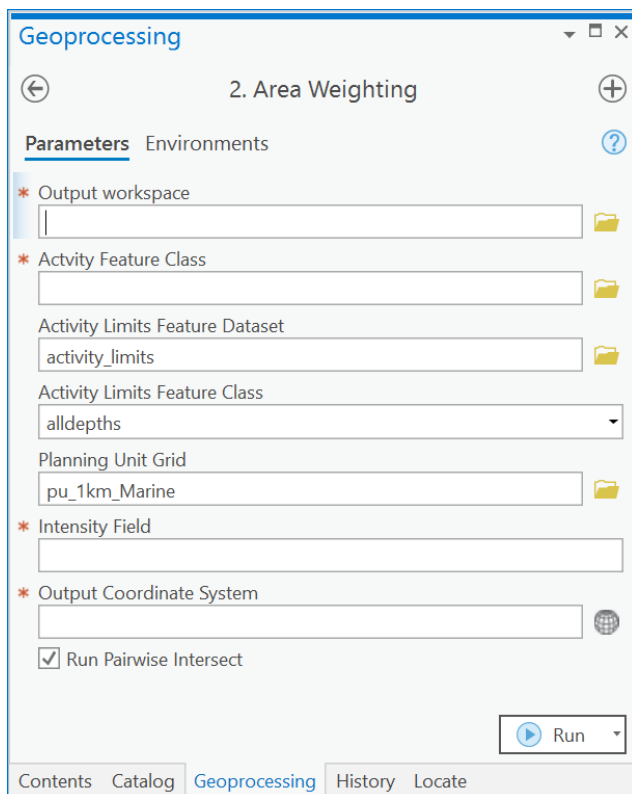 Geoprocessing
2. Area Weighting
Parameters Environments
* Output workspace
* Actvity Feature Class
Activity Limits Feature Dataset
activity_limits
Activity Limits Feature Class
alldepths
Planning Unit Grid
pu_1km_Marine
* Intensity Field
* Output Coordinate System
Run Pairwise Intersect
Run
Contents Catalog Geoprocessing History Locate